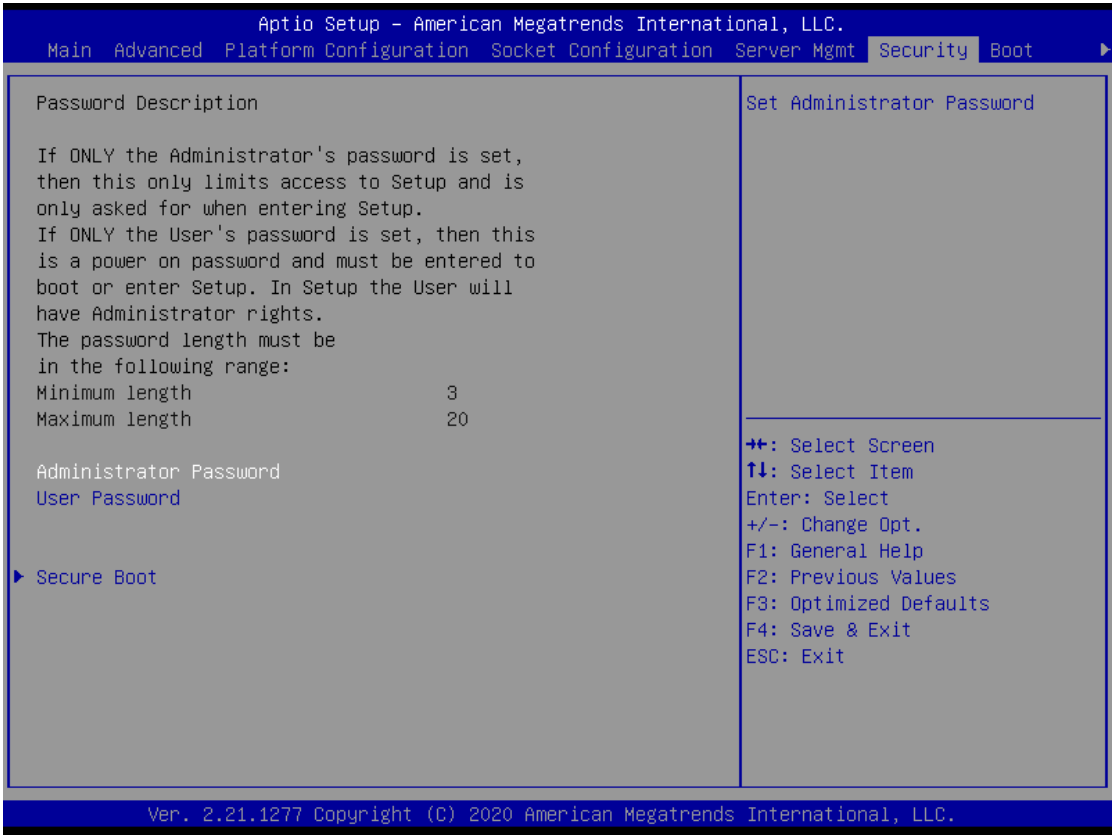 Aptio Setup – American Megatrends International, LLC.
Main Advanced Platform Configuration Socket Configuration Server Mgmt Security Boot
Password Description
If ONLY the Administrator's password is set,
then this only limits access to Setup and is
only asked for when entering Setup.
If ONLY the User's password is set, then this
is a power on password and must be entered to
boot or enter Setup. In Setup the User will
have Administrator rights.
The password length must be
in the following range:
Minimum length 3
Maximum length 20
Administrator Password
User Password
Secure Boot
Set Administrator Password
→←: Select Screen
↑↓: Select Item
Enter: Select
+/-: Change Opt.
F1: General Help
F2: Previous Values
F3: Optimized Defaults
F4: Save & Exit
ESC: Exit
Ver. 2.21.1277 Copyright (C) 2020 American Megatrends International, LLC.